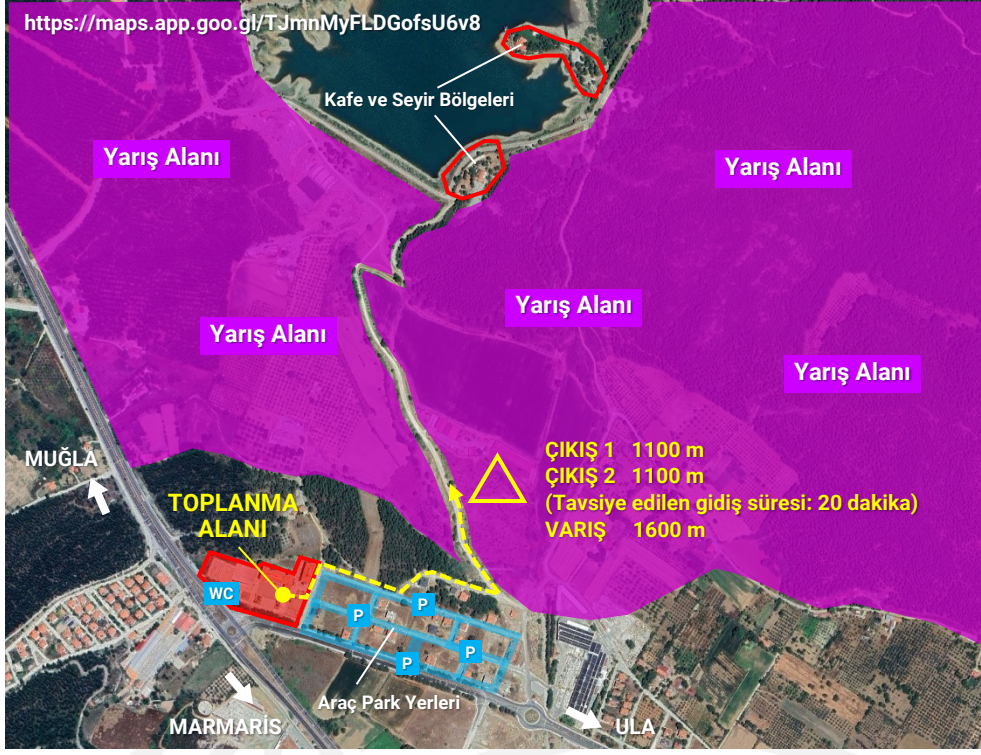 https://maps.app.goo.gl/TJmnMyFLDGofsU6v8
Kafe ve Seyir Bölgeleri
Yarış Alanı
Yarış Alanı
Yarış Alanı
Yarış Alanı
Yarış Alanı
ÇIKIŞ 1 1100 m
ÇIKIŞ 2 1100 m
(Tavsiye edilen gidiş süresi: 20 dakika)
VARIŞ 1600 m
MUĞLA
TOPLANMA
ALANI
WC
P
P
P
P
Araç Park Yerleri
MARMARİS
ULA